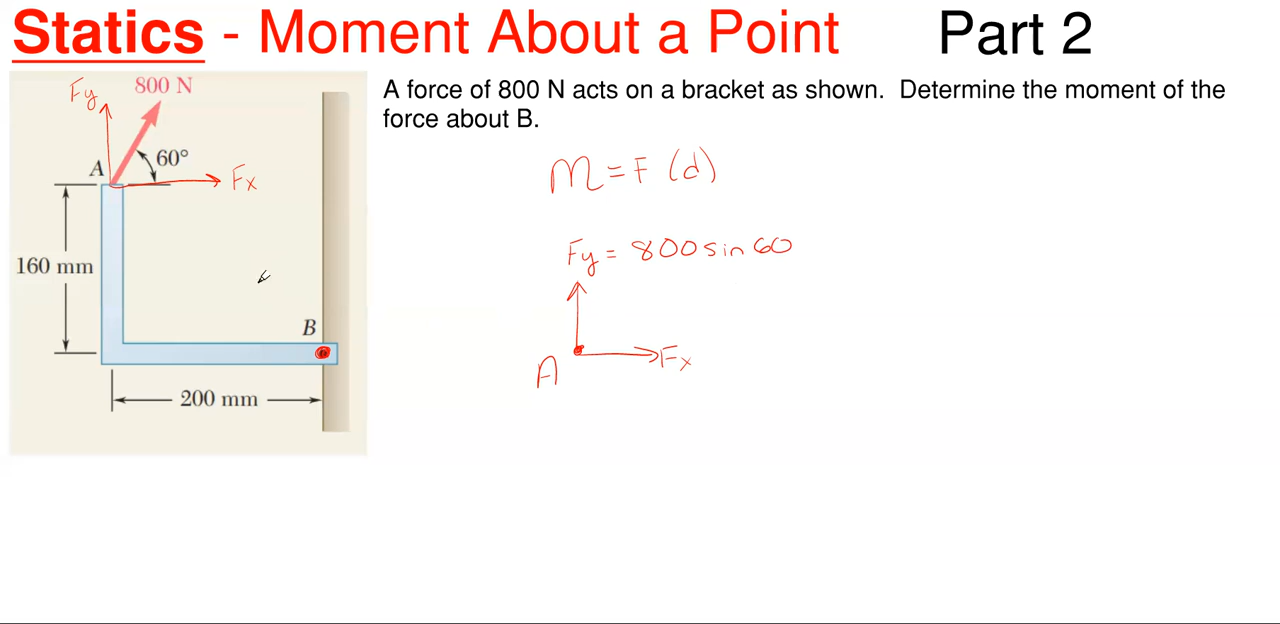 Statics - Moment About a Point Part 2
A force of 800 N acts on a bracket as shown. Determine the moment of the
force about B.
Fy
800 N
A
60°
Fx
160 mm
B
200 mm
M = F (d)
Fy = 800 sin 60
A
Fx